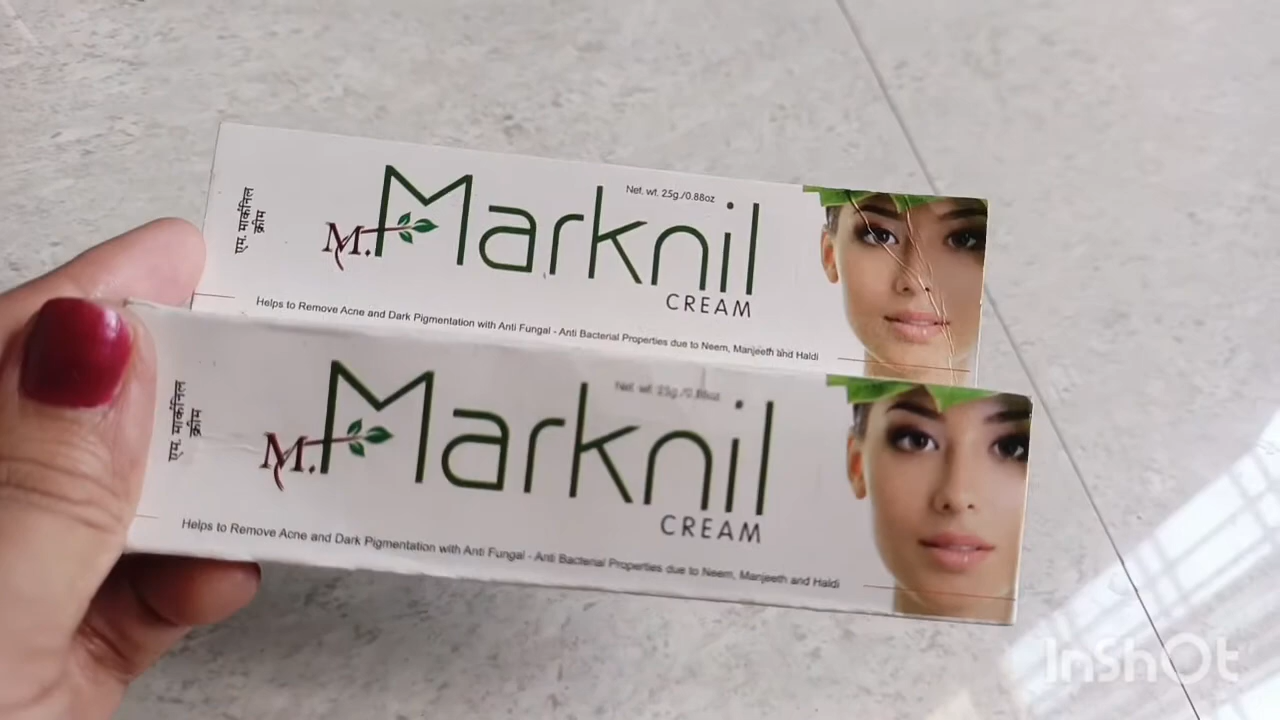 एम. मार्कनिल
क्रीम
M. Marknil
Net. wt. 25g./0.88oz
CREAM
Helps to Remove Acne and Dark Pigmentation with Anti Fungal - Anti Bacterial Properties due to Neem, Manjeeth and Haldi
एम. मार्कनिल
क्रीम
M. Marknil
Net. wt. 25g./0.88oz
CREAM
Helps to Remove Acne and Dark Pigmentation with Anti Fungal - Anti Bacterial Properties due to Neem, Manjeeth and Haldi
InShOt